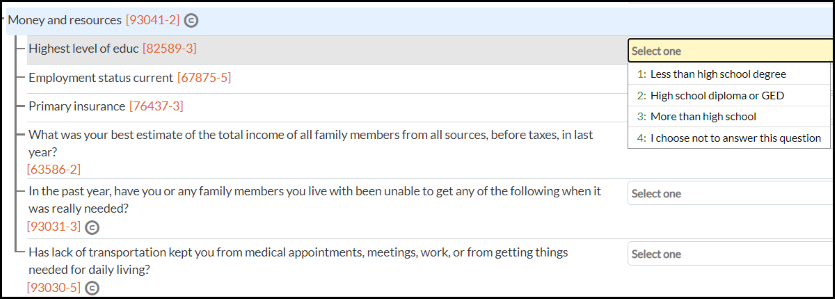 Money and resources [93041-2] ©
Highest level of educ [82589-3]
Select one
1: Less than high school degree
2: High school diploma or GED
3: More than high school
4: I choose not to answer this question
Employment status current [67875-5]
Primary insurance [76437-3]
What was your best estimate of the total income of all family members from all sources, before taxes, in last
year?
[63586-2]
In the past year, have you or any family members you live with been unable to get any of the following when it
was really needed?
[93031-3] ©
Select one
Has lack of transportation kept you from medical appointments, meetings, work, or from getting things
needed for daily living?
[93030-5] ©
Select one